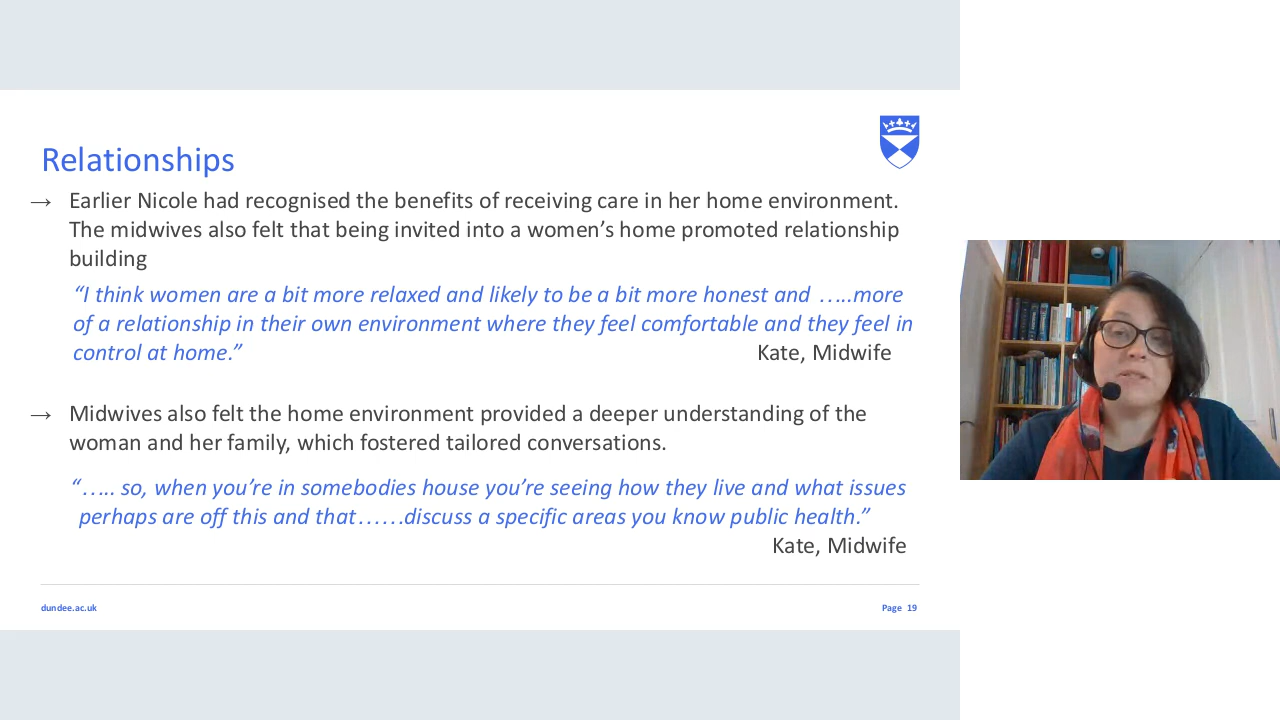 Relationships
→ Earlier Nicole had recognised the benefits of receiving care in her home environment.
The midwives also felt that being invited into a women’s home promoted relationship
building
“I think women are a bit more relaxed and likely to be a bit more honest and …..more
of a relationship in their own environment where they feel comfortable and they feel in
control at home.” Kate, Midwife
→ Midwives also felt the home environment provided a deeper understanding of the
woman and her family, which fostered tailored conversations.
“….. so, when you’re in somebodies house you’re seeing how they live and what issues
perhaps are off this and that……discuss a specific areas you know public health.”
Kate, Midwife
dundee.ac.uk Page 19